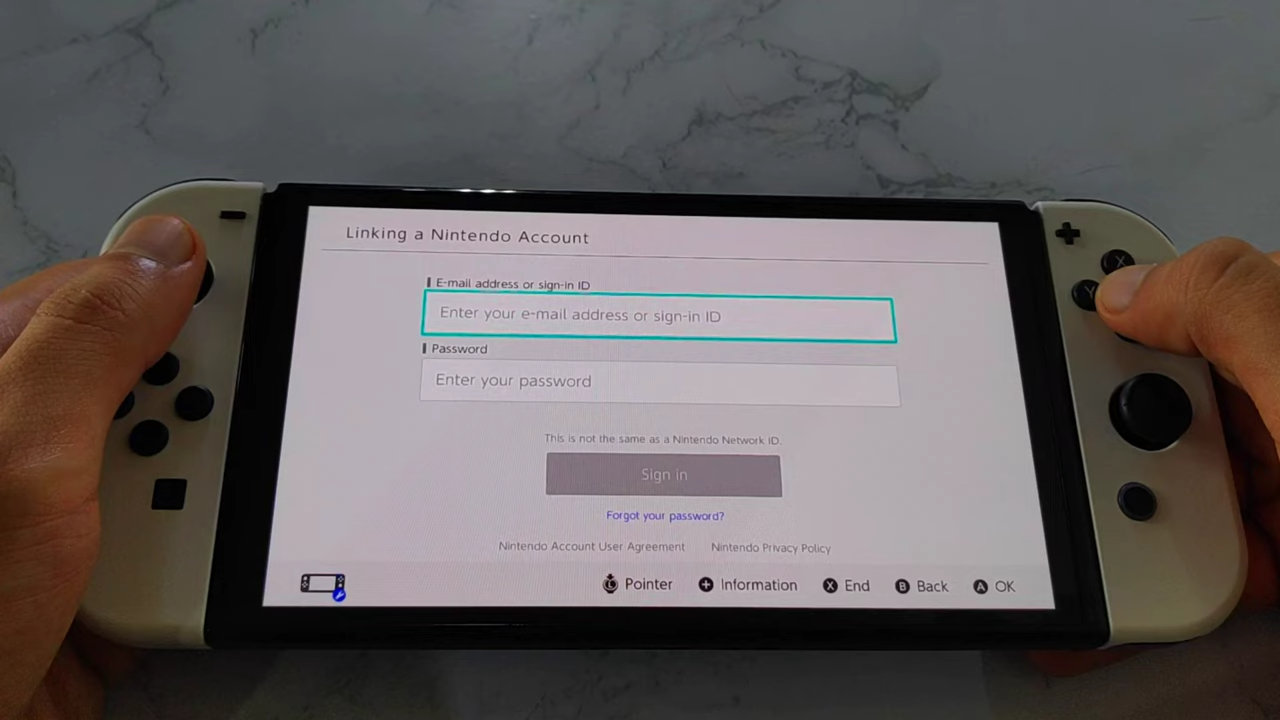 Linking a Nintendo Account
E-mail address or sign-in ID
Enter your e-mail address or sign-in ID
Password
Enter your password
This is not the same as a Nintendo Network ID.
Sign in
Forgot your password?
Nintendo Account User Agreement Nintendo Privacy Policy
L Pointer + Information X End B Back A OK
X
Y